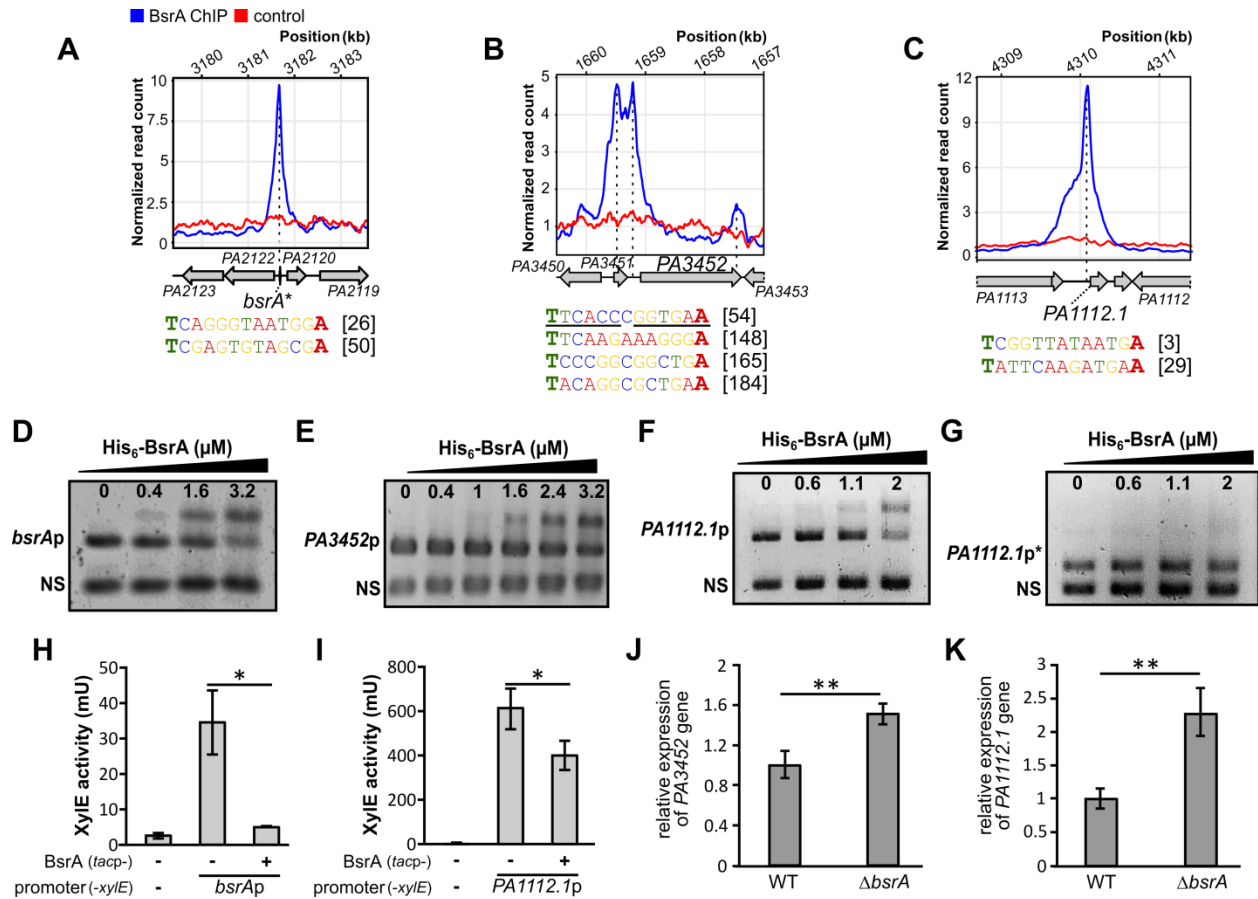 BsrA ChIP control
A
Position (kb)
3180 3181 3182 3183
Normalized read count
10
7.5
5
2.5
0
PA2122 PA2120
PA2123 PA2119
bsrA*
TCAGGGTAATGGA [26]
TCGAGTGTAGCGA [50]
B
Position (kb)
1660 1659 1658 1657
Normalized read count
5
4
3
2
1
PA3450 PA3451 PA3452 PA3453
TTCACCCGGTGAA [54]
TTCAAGAAAGGGA [148]
TCCCGGCGGCTGA [165]
TACAGGCGCTGAA [184]
C
Position (kb)
4309 4310 4311
Normalized read count
12
9
6
3
0
PA1113 PA1112
PA1112.1
TCGGTTATAATGA [3]
TATTCAAGATGAA [29]
D
His6-BsrA (μM)
0 0.4 1.6 3.2
bsrAp
NS
E
His6-BsrA (μM)
0 0.4 1 1.6 2.4 3.2
PA3452p
NS
F
His6-BsrA (μM)
0 0.6 1.1 2
PA1112.1p
NS
G
His6-BsrA (μM)
0 0.6 1.1 2
PA1112.1p*
NS
H
XylE activity (mU)
50
40
30
20
10
0
*
BsrA (tacp-) - - +
promoter (-xylE) - bsrAp
I
XylE activity (mU)
800
600
400
200
0
*
BsrA (tacp-) - - +
promoter (-xylE) - PA1112.1p
J
relative expression
of PA3452 gene
2
1.6
1.2
0.8
0.4
0
**
WT ΔbsrA
K
relative expression
of PA1112.1 gene
3
2.5
2
1.5
1
0.5
0
**
WT ΔbsrA